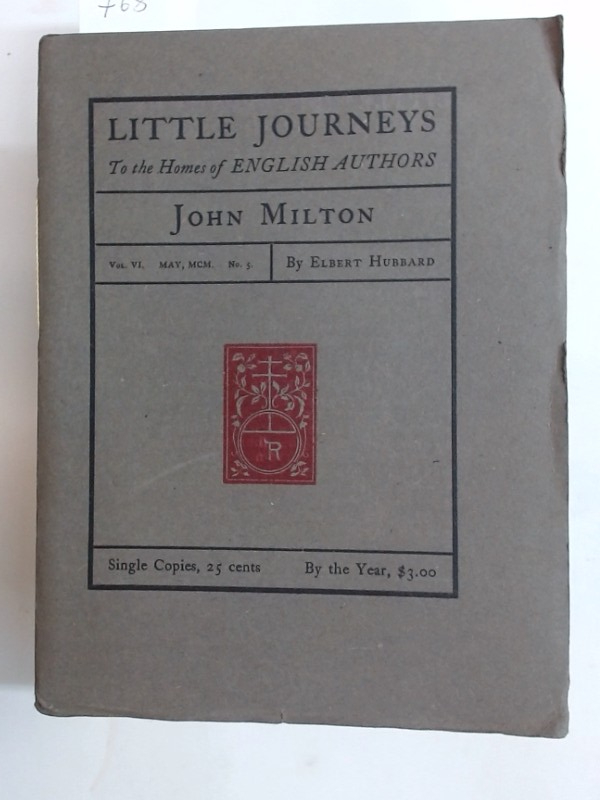 768
LITTLE JOURNEYS
To the Homes of ENGLISH AUTHORS
JOHN MILTON
VOL. VI. MAY, MCM. No. 5.
By ELBERT HUBBARD
R
Single Copies, 25 cents
By the Year, $3.00